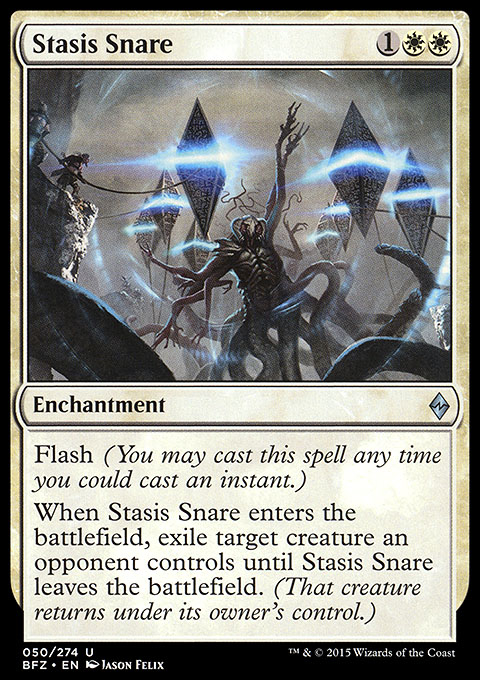 Stasis Snare 1
Enchantment
Flash (You may cast this spell any time
you could cast an instant.)
When Stasis Snare enters the
battlefield, exile target creature an
opponent controls until Stasis Snare
leaves the battlefield. (That creature
returns under its owner's control.)
050/274 U
BFZ • EN Jason Felix ™ & © 2015 Wizards of the Coast